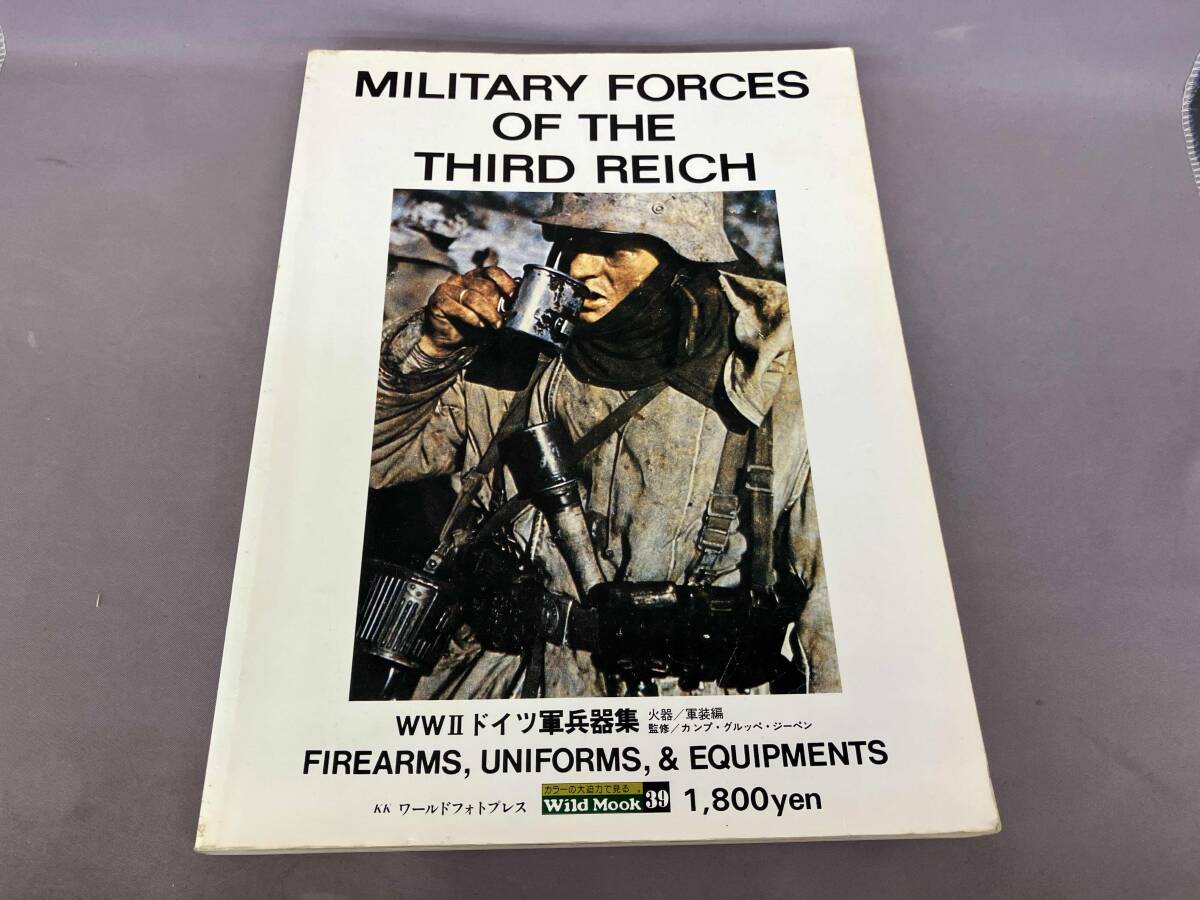 MILITARY FORCES
OF THE
THIRD REICH
WWⅡドイツ軍兵器集
火器/軍装編
監修/カンプ・グルッペ・ジーベン
FIREARMS, UNIFORMS, & EQUIPMENTS
KK ワールドフォトプレス
カラーの大迫力で見る
Wild Mook 39
1,800yen